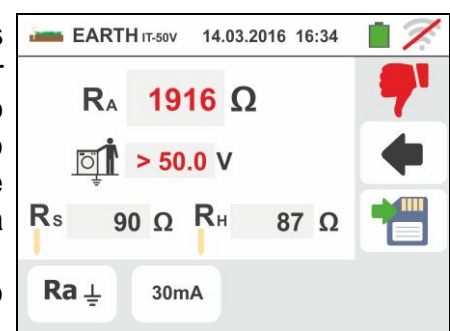 EARTH IT-50V 14.03.2016 16:34
RA 1916 Ω
> 50.0 V
Rs 90 Ω RH 87 Ω
Ra 30mA